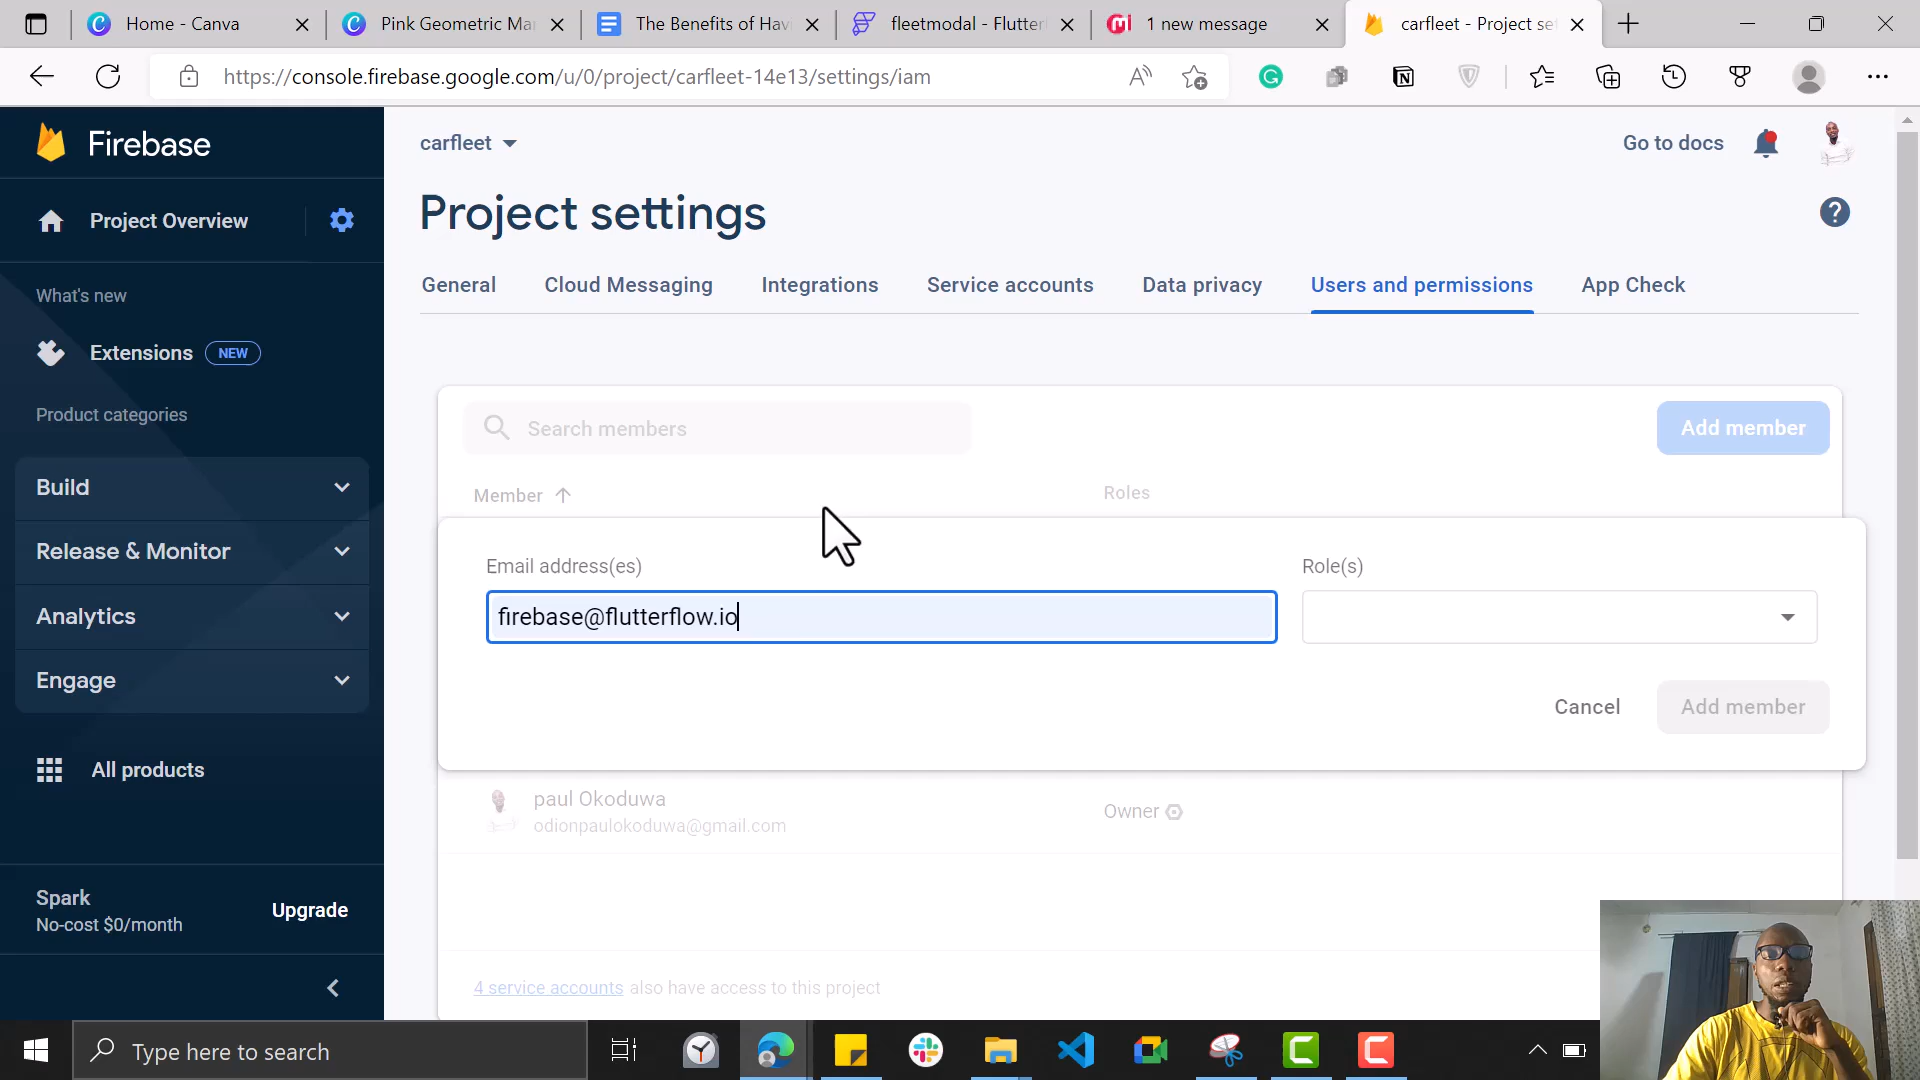 Home - Canva
Pink Geometric Ma
The Benefits of Hav
fleetmodal - Flutter
1 new message
carfleet - Project set
https://console.firebase.google.com/u/0/project/carfleet-14e13/settings/iam
Firebase
carfleet
Go to docs
Project Overview
Project settings
General
Cloud Messaging
Integrations
Service accounts
Data privacy
Users and permissions
App Check
What's new
Extensions
NEW
Product categories
Build
Release & Monitor
Analytics
Engage
All products
Search members
Add member
Member
Roles
Email address(es)
Role(s)
firebase@flutterflow.io
Cancel
Add member
paul Okoduwa
odionpaulokoduwa@gmail.com
Owner
Spark
No-cost $0/month
Upgrade
4 service accounts also have access to this project
Type here to search